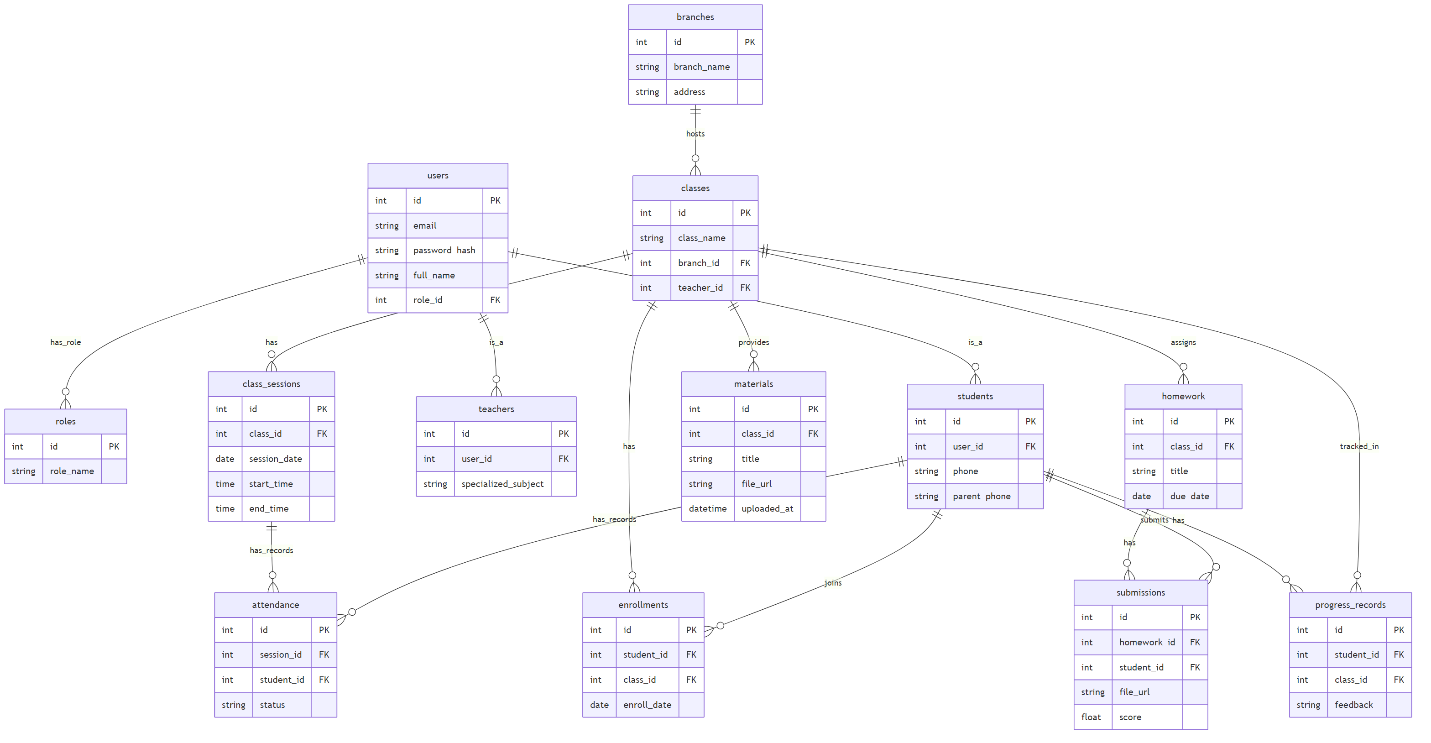 branches
int id PK
string branch_name
string address
hosts
users
int id PK
string email
string password_hash
string full_name
int role_id FK
classes
int id PK
string class_name
int branch_id FK
int teacher_id FK
has_role
has
is_a
provides
is_a
assigns
class_sessions
int id PK
int class_id FK
date session_date
time start_time
time end_time
materials
int id PK
int class_id FK
string title
string file_url
datetime uploaded_at
students
int id PK
int user_id FK
string phone
string parent_phone
homework
int id PK
int class_id FK
string title
date due_date
teachers
int id PK
int user_id FK
string specialized_subject
roles
int id PK
string role_name
has
tracked_in
has_records
submits
has
has_records
has
joins
attendance
int id PK
int session_id FK
int student_id FK
string status
enrollments
int id PK
int student_id FK
int class_id FK
date enroll_date
submissions
int id PK
int homework_id FK
int student_id FK
string file_url
float score
progress_records
int id PK
int student_id FK
int class_id FK
string feedback